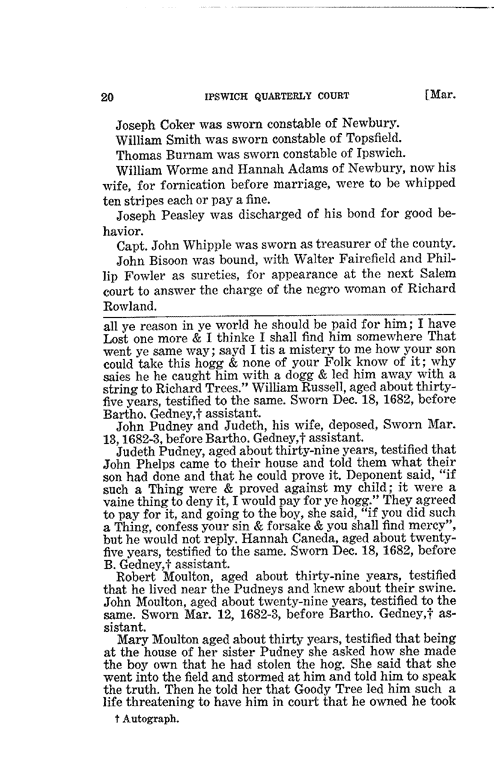 20 IPSWICH QUARTERLY COURT [Mar.
Joseph Coker was sworn constable of Newbury.
William Smith was sworn constable of Topsfield.
Thomas Burnam was sworn constable of Ipswich.
William Worme and Hannah Adams of Newbury, now his
wife, for fornication before marriage, were to be whipped
ten stripes each or pay a fine.
Joseph Peasley was discharged of his bond for good be-
havior.
Capt. John Whipple was sworn as treasurer of the county.
John Bisoon was bound, with Walter Fairefield and Phil-
lip Fowler as sureties, for appearance at the next Salem
court to answer the charge of the negro woman of Richard
Rowland.
all ye reason in ye world he should be paid for him; I have
Lost one more & I thinke I shall find him somewhere That
went ye same way; sayd I tis a mistery to me how your son
could take this hogg & none of your Folk know of it; why
saies he he caught him with a dogg & led him away with a
string to Richard Trees." William Russell, aged about thirty-
five years, testified to the same. Sworn Dec. 18, 1682, before
Bartho. Gedney,† assistant.
John Pudney and Judeth, his wife, deposed, Sworn Mar.
13, 1682-3, before Bartho. Gedney,† assistant.
Judeth Pudney, aged about thirty-nine years, testified that
John Phelps came to their house and told them what their
son had done and that he could prove it. Deponent said, "if
such a Thing were & proved against my child; it were a
vaine thing to deny it, I would pay for ye hogg." They agreed
to pay for it, and going to the boy, she said, "if you did such
a Thing, confess your sin & forsake & you shall find mercy",
but he would not reply. Hannah Caneda, aged about twenty-
five years, testified to the same. Sworn Dec. 18, 1682, before
B. Gedney,† assistant.
Robert Moulton, aged about thirty-nine years, testified
that he lived near the Pudneys and knew about their swine.
John Moulton, aged about twenty-nine years, testified to the
same. Sworn Mar. 12, 1682-3, before Bartho. Gedney,† as-
sistant.
Mary Moulton aged about thirty years, testified that being
at the house of her sister Pudney she asked how she made
the boy own that he had stolen the hog. She said that she
went into the field and stormed at him and told him to speak
the truth. Then he told her that Goody Tree led him such a
life threatening to have him in court that he owned he took
† Autograph.